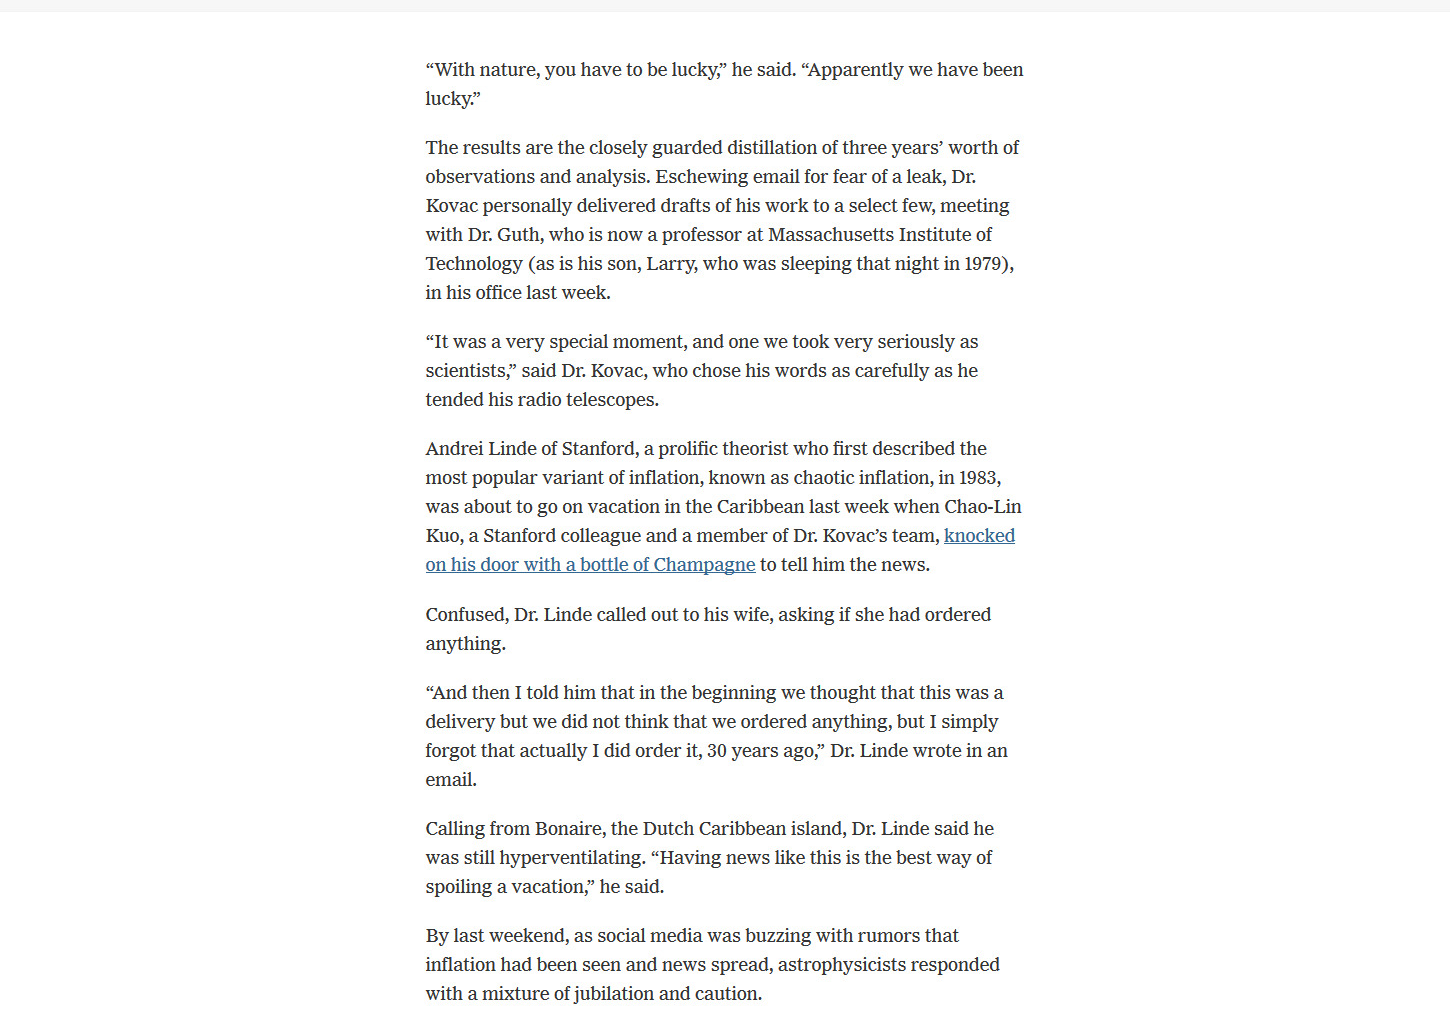 “With nature, you have to be lucky,” he said. “Apparently we have been
lucky.”
The results are the closely guarded distillation of three years’ worth of
observations and analysis. Eschewing email for fear of a leak, Dr.
Kovac personally delivered drafts of his work to a select few, meeting
with Dr. Guth, who is now a professor at Massachusetts Institute of
Technology (as is his son, Larry, who was sleeping that night in 1979),
in his office last week.
“It was a very special moment, and one we took very seriously as
scientists,” said Dr. Kovac, who chose his words as carefully as he
tended his radio telescopes.
Andrei Linde of Stanford, a prolific theorist who first described the
most popular variant of inflation, known as chaotic inflation, in 1983,
was about to go on vacation in the Caribbean last week when Chao-Lin
Kuo, a Stanford colleague and a member of Dr. Kovac’s team, knocked
on his door with a bottle of Champagne to tell him the news.
Confused, Dr. Linde called out to his wife, asking if she had ordered
anything.
“And then I told him that in the beginning we thought that this was a
delivery but we did not think that we ordered anything, but I simply
forgot that actually I did order it, 30 years ago,” Dr. Linde wrote in an
email.
Calling from Bonaire, the Dutch Caribbean island, Dr. Linde said he
was still hyperventilating. “Having news like this is the best way of
spoiling a vacation,” he said.
By last weekend, as social media was buzzing with rumors that
inflation had been seen and news spread, astrophysicists responded
with a mixture of jubilation and caution.